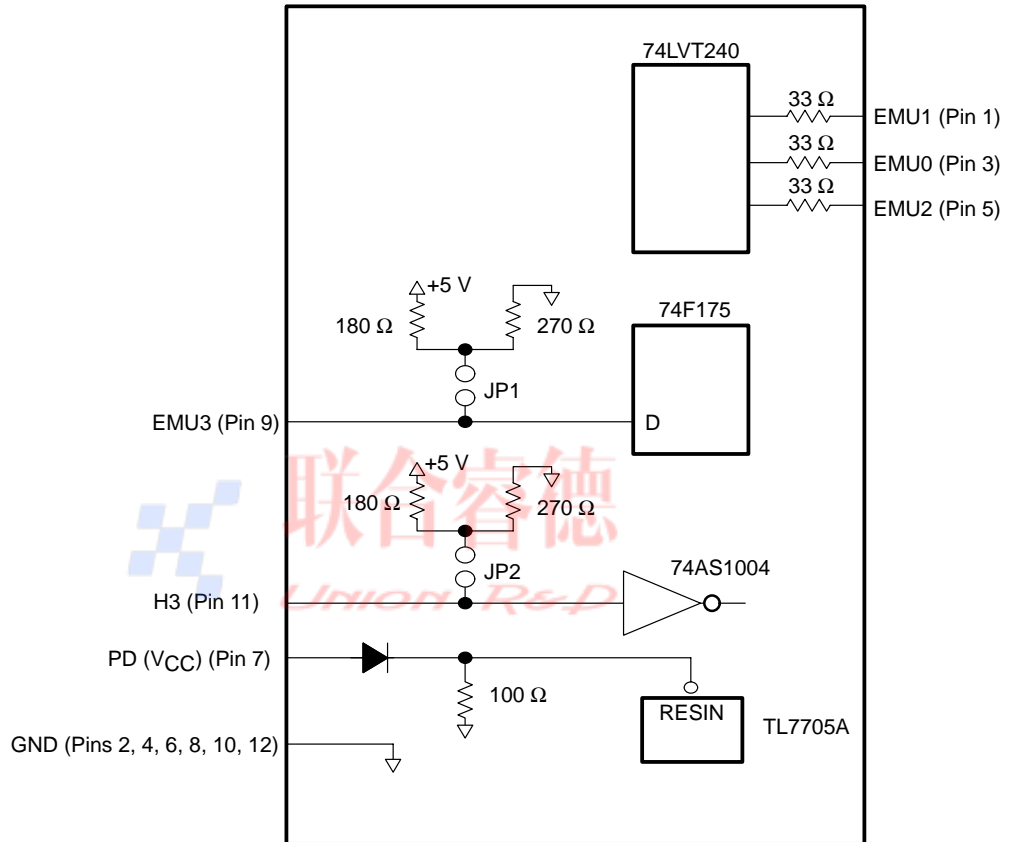 74LVT240
33 Ω
EMU1 (Pin 1)
33 Ω
EMU0 (Pin 3)
33 Ω
EMU2 (Pin 5)
+5 V
180 Ω
270 Ω
74F175
JP1
EMU3 (Pin 9)
D
联合睿德
+5 V
180 Ω
270 Ω
JP2
74AS1004
H3 (Pin 11)
UNION R&D
PD (VCC) (Pin 7)
100 Ω
RESIN
TL7705A
GND (Pins 2, 4, 6, 8, 10, 12)